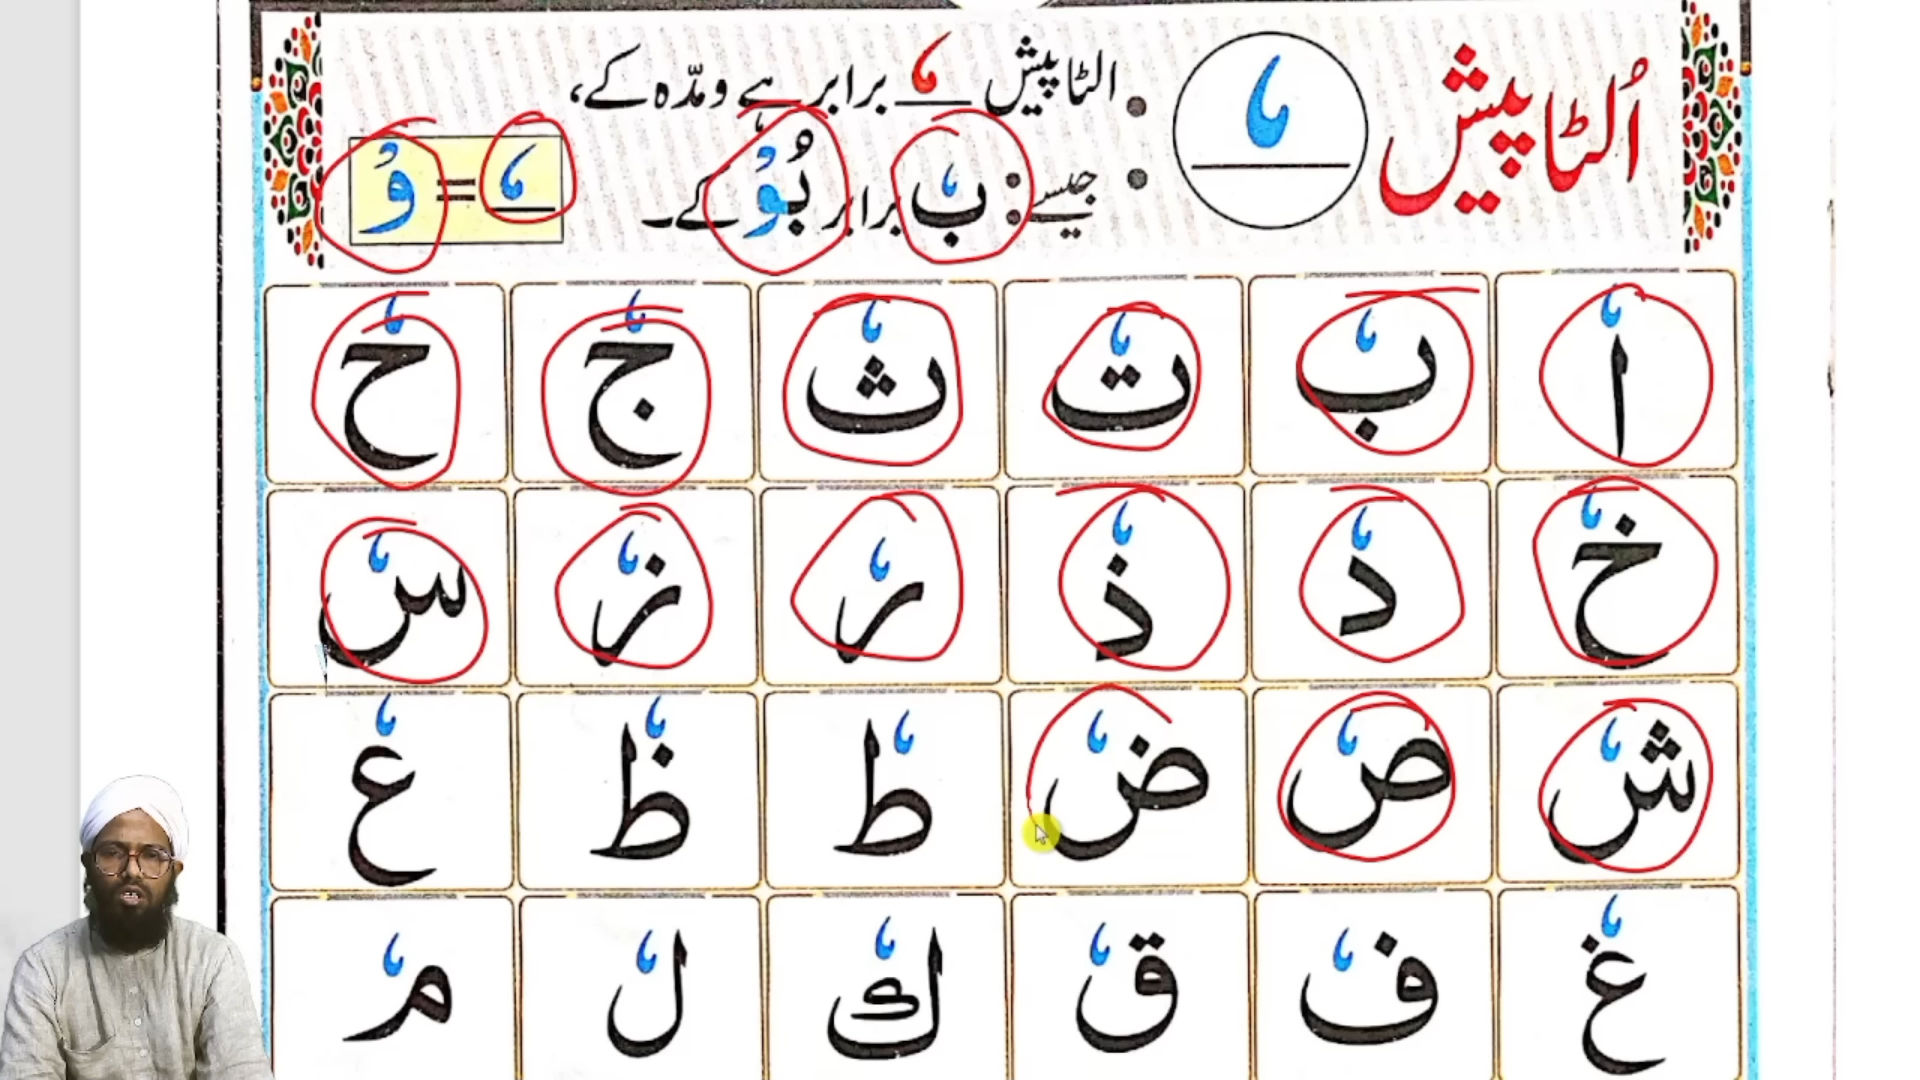 اُلٹا پیش ◌ٗ
الٹا پیش ◌ٗ برابر ہے و مدّہ کے،
جیسے: بٗ برابر بُوْ کے۔ ◌ٗ = وْ
اٗ بٗ تٗ ثٗ جٗ حٗ
خٗ دٗ ذٗ رٗ زٗ سٗ
شٗ صٗ ضٗ طٗ ظٗ عٗ
غٗ فٗ قٗ كٗ لٗ مٗ